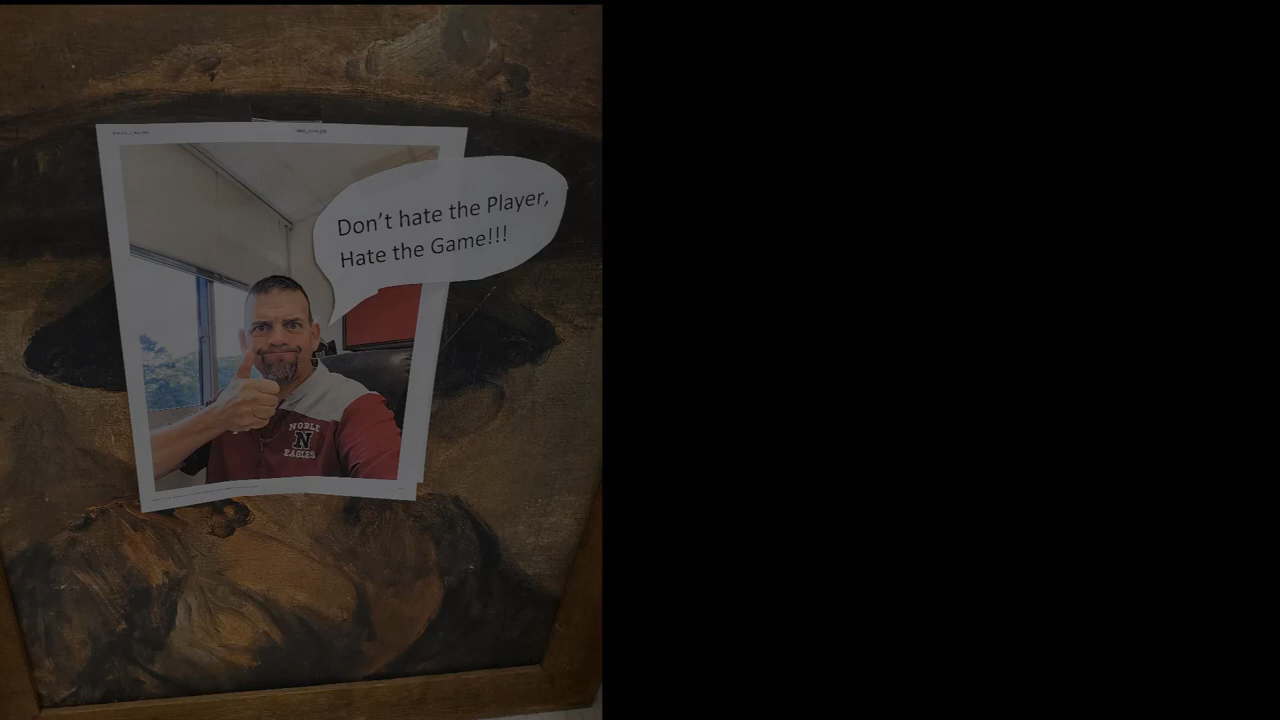 Don't hate the Player,
Hate the Game!!!
NOBLE
N
EAGLES